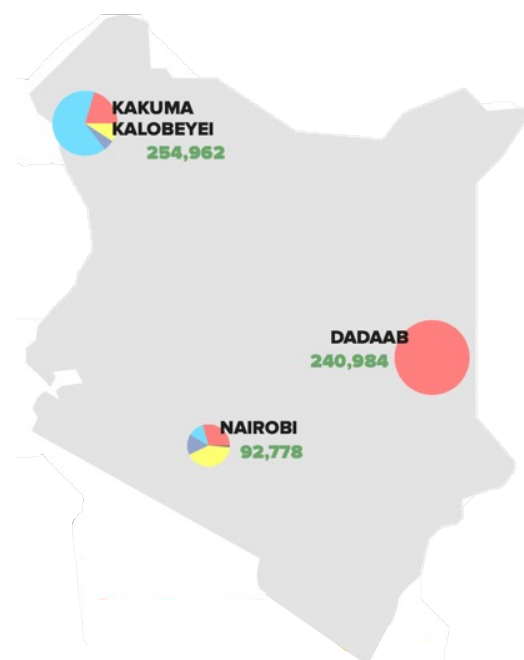 KAKUMA
KALOBEYEI
254,962
DADAAB
240,984
NAIROBI
92,778